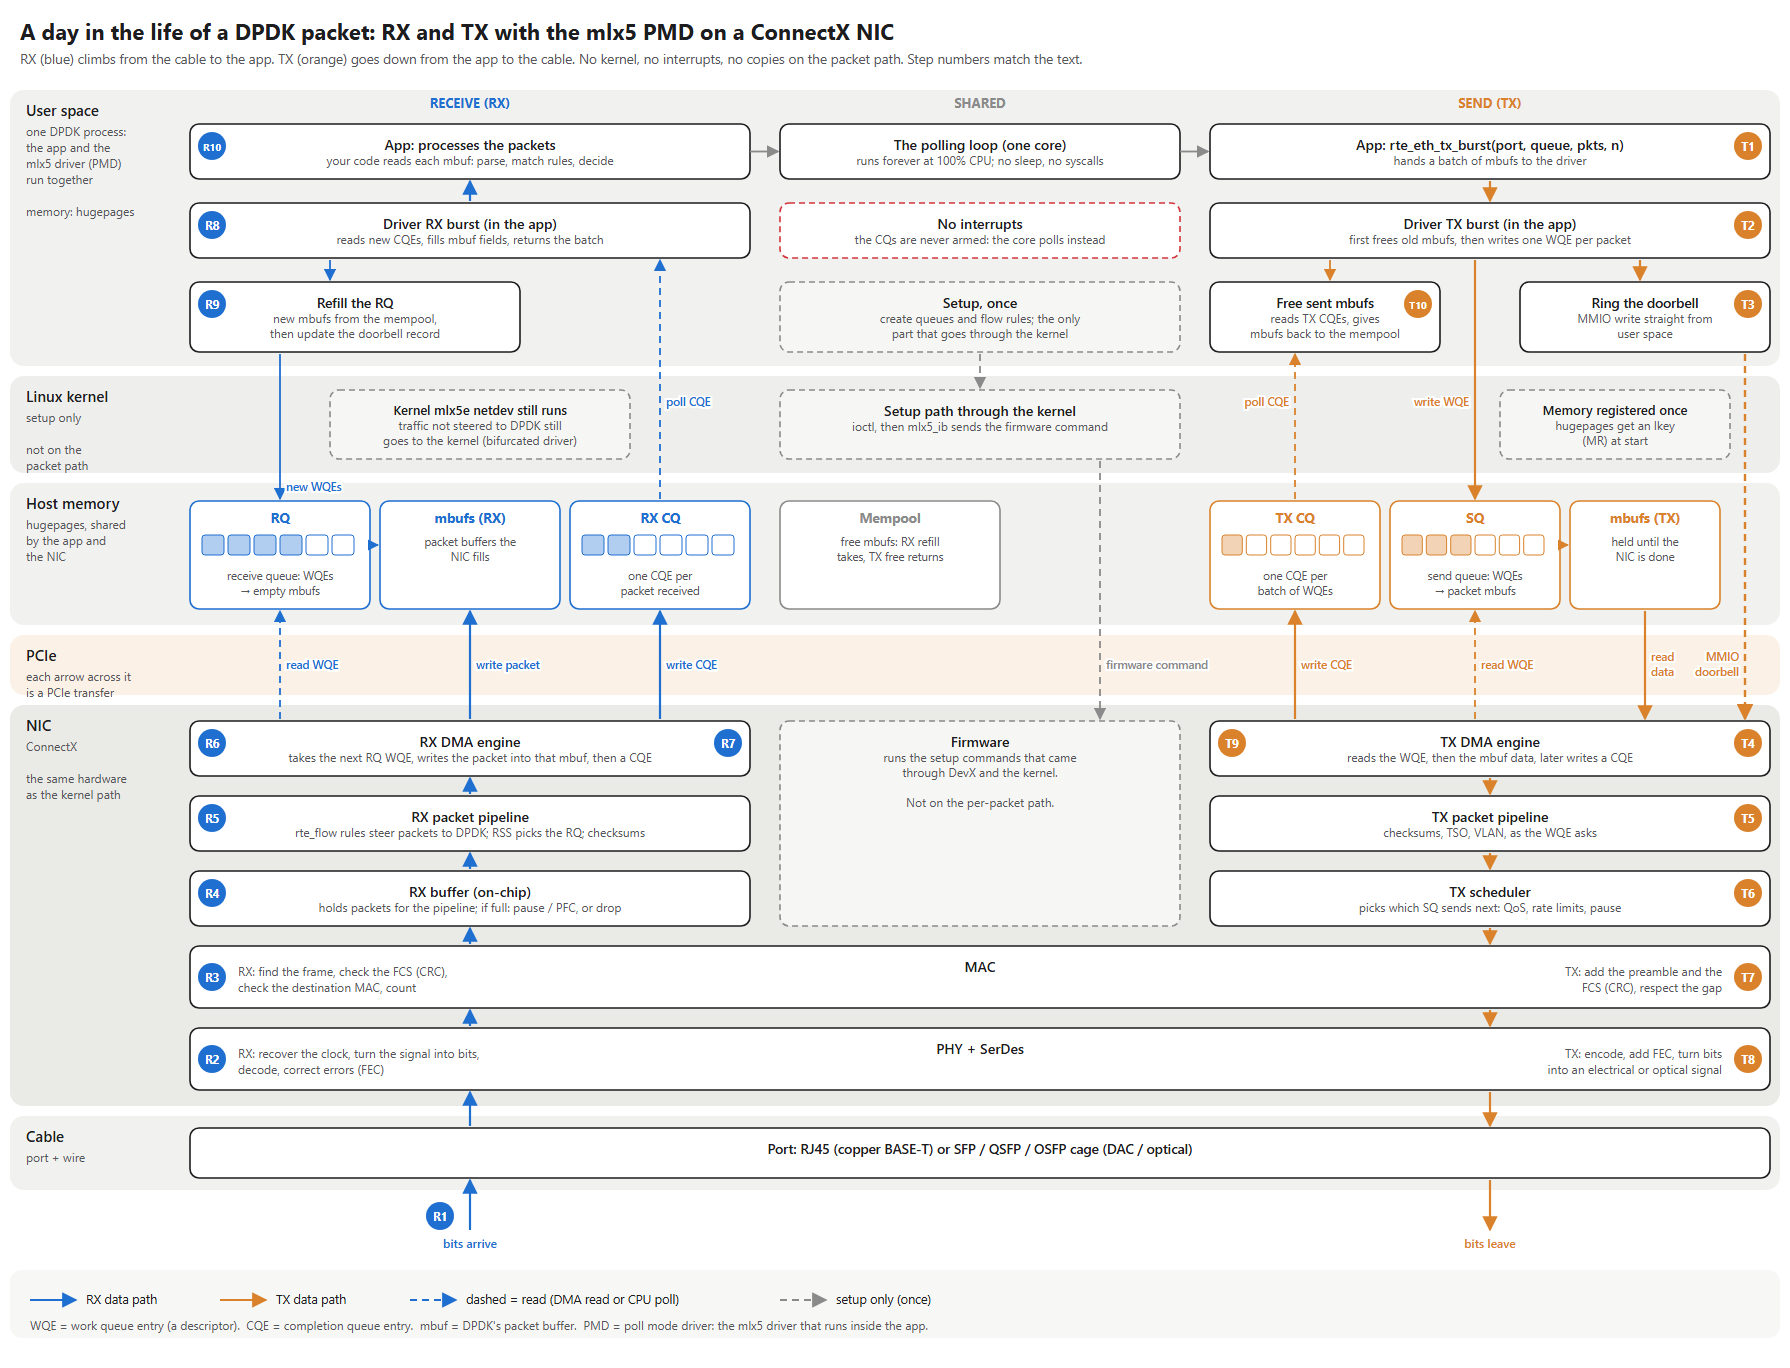 A day in the life of a DPDK packet: RX and TX with the mlx5 PMD on a ConnectX NIC
RX (blue) climbs from the cable to the app. TX (orange) goes down from the app to the cable. No kernel, no interrupts, no copies on the packet path. Step numbers match the text.
User space
one DPDK process:
the app and the
mlx5 driver (PMD)
run together
memory: hugepages
RECEIVE (RX)
SHARED
SEND (TX)
R10
App: processes the packets
your code reads each mbuf: parse, match rules, decide
The polling loop (one core)
runs forever at 100% CPU; no sleep, no syscalls
App: rte_eth_tx_burst(port, queue, pkts, n)
hands a batch of mbufs to the driver
T1
R8
Driver RX burst (in the app)
reads new CQEs, fills mbuf fields, returns the batch
No interrupts
the CQs are never armed: the core polls instead
Driver TX burst (in the app)
first frees old mbufs, then writes one WQE per packet
T2
R9
Refill the RQ
new mbufs from the mempool,
then update the doorbell record
Setup, once
create queues and flow rules; the only
part that goes through the kernel
Free sent mbufs
reads TX CQEs, gives
mbufs back to the mempool
T10
Ring the doorbell
MMIO write straight from
user space
T3
Linux kernel
setup only
not on the
packet path
Kernel mlx5e netdev still runs
traffic not steered to DPDK still
goes to the kernel (bifurcated driver)
poll CQE
Setup path through the kernel
ioctl, then mlx5_ib sends the firmware command
poll CQE
write WQE
Memory registered once
hugepages get an lkey
(MR) at start
new WQEs
Host memory
hugepages, shared
by the app and
the NIC
RQ
receive queue: WQEs
→ empty mbufs
mbufs (RX)
packet buffers the
NIC fills
RX CQ
one CQE per
packet received
Mempool
free mbufs: RX refill
takes, TX free returns
TX CQ
one CQE per
batch of WQEs
SQ
send queue: WQEs
→ packet mbufs
mbufs (TX)
held until the
NIC is done
PCIe
each arrow across it
is a PCIe transfer
read WQE
write packet
write CQE
firmware command
write CQE
read WQE
read
data
MMIO
doorbell
NIC
ConnectX
the same hardware
as the kernel path
R6
RX DMA engine
takes the next RQ WQE, writes the packet into that mbuf, then a CQE
R7
Firmware
runs the setup commands that came
through DevX and the kernel.
Not on the per-packet path.
T9
TX DMA engine
reads the WQE, then the mbuf data, later writes a CQE
T4
R5
RX packet pipeline
rte_flow rules steer packets to DPDK; RSS picks the RQ; checksums
TX packet pipeline
checksums, TSO, VLAN, as the WQE asks
T5
R4
RX buffer (on-chip)
holds packets for the pipeline; if full: pause / PFC, or drop
TX scheduler
picks which SQ sends next: QoS, rate limits, pause
T6
R3
RX: find the frame, check the FCS (CRC),
check the destination MAC, count
MAC
TX: add the preamble and the
FCS (CRC), respect the gap
T7
R2
RX: recover the clock, turn the signal into bits,
decode, correct errors (FEC)
PHY + SerDes
TX: encode, add FEC, turn bits
into an electrical or optical signal
T8
Cable
port + wire
Port: RJ45 (copper BASE-T) or SFP / QSFP / OSFP cage (DAC / optical)
R1
bits arrive
bits leave
RX data path
TX data path
dashed = read (DMA read or CPU poll)
setup only (once)
WQE = work queue entry (a descriptor). CQE = completion queue entry. mbuf = DPDK's packet buffer. PMD = poll mode driver: the mlx5 driver that runs inside the app.